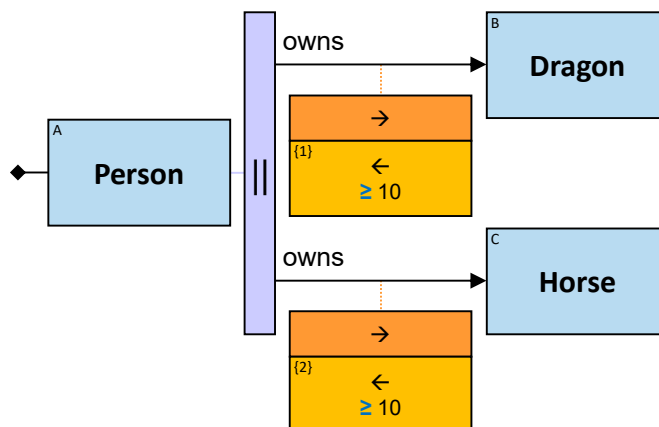 owns
B
Dragon
→
A
Person
||
{1}
←
≥ 10
owns
C
Horse
→
{2}
←
≥ 10